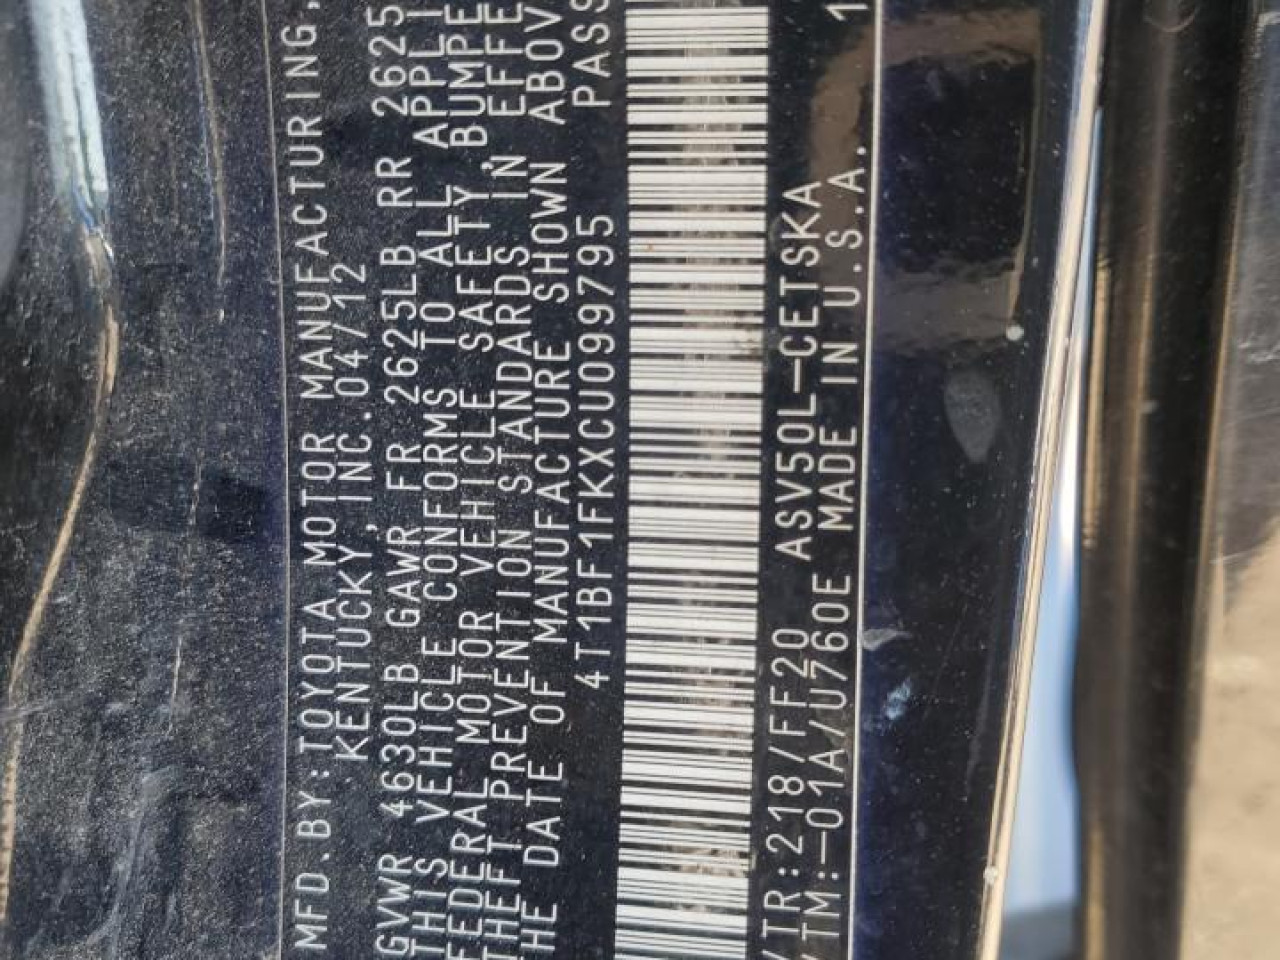 MFD.BY:TOYOTA MOTOR MANUFACTURING,
KENTUCKY, INC.04/12
GVWR 4630LB GAWR FR 2625LB RR 2625
THIS VEHICLE CONFORMS TO ALL APPLI
FEDERAL MOTOR VEHICLE SAFETY, BUMPE
THEFT PREVENTION STANDARDS IN EFFE
THE DATE OF MANUFACTURE SHOWN ABOV
4T1BF1FKXCU099795 PASS
/TR:218/FF20 ASV50L-CETSKA
/TM:-01A/U760E MADE IN U.S.A. 1